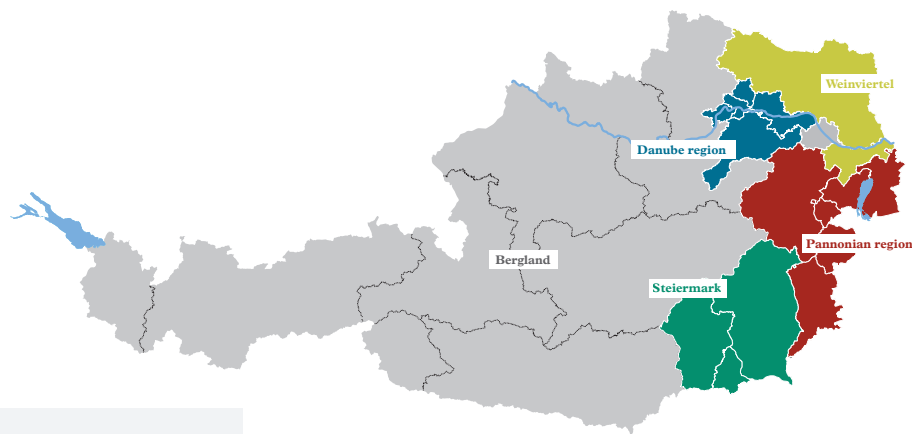 Weinviertel
Danube region
Pannonian region
Bergland
Steiermark